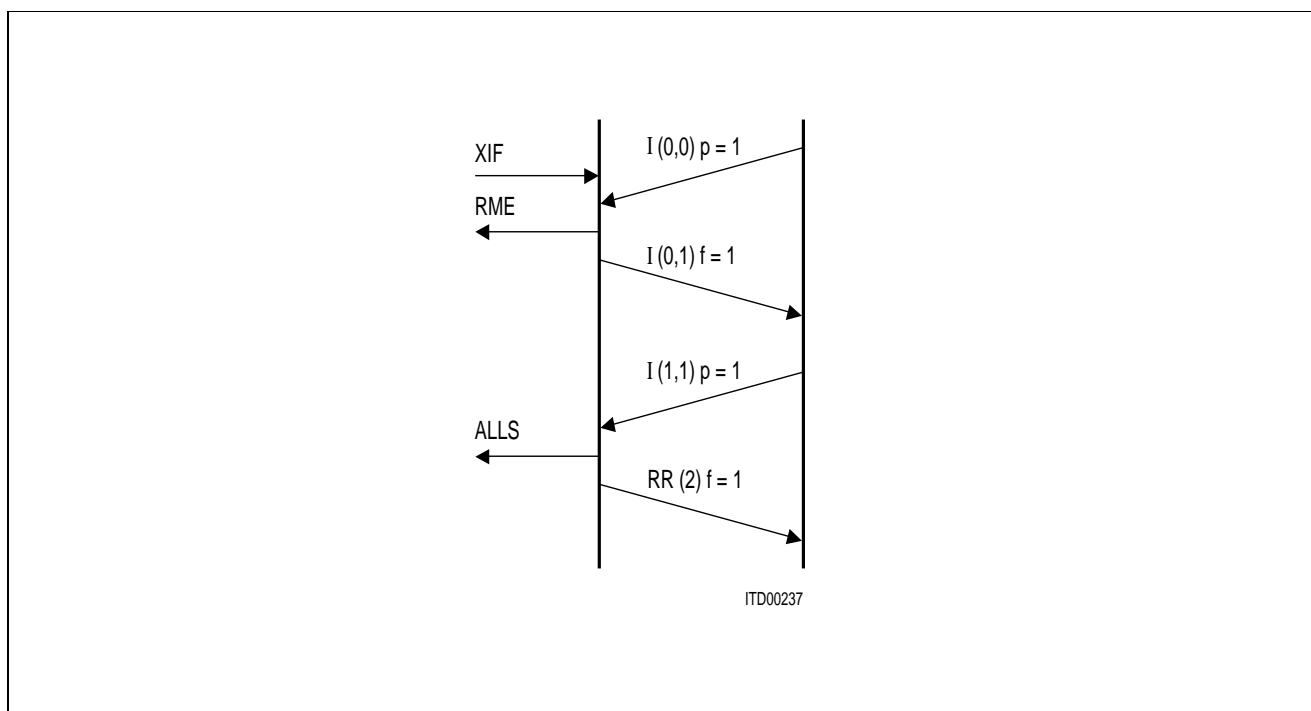 XIF
I (0,0) p = 1
RME
I (0,1) f = 1
I (1,1) p = 1
ALLS
RR (2) f = 1
ITD00237